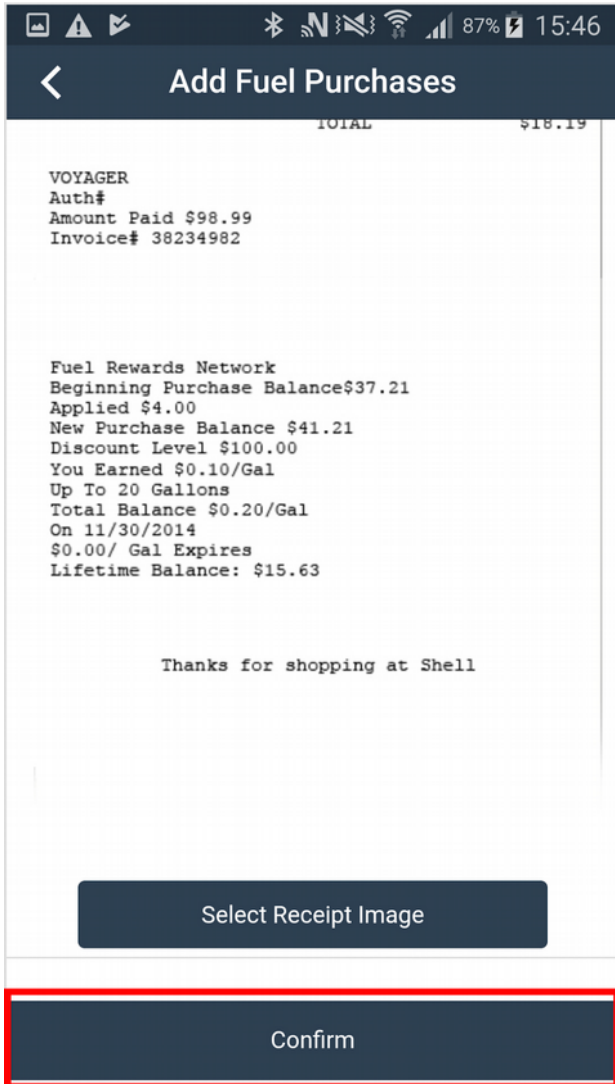 87% 15:46
Add Fuel Purchases
TOTAL $18.19
VOYAGER
Auth#
Amount Paid $98.99
Invoice# 38234982
Fuel Rewards Network
Beginning Purchase Balance$37.21
Applied $4.00
New Purchase Balance $41.21
Discount Level $100.00
You Earned $0.10/Gal
Up To 20 Gallons
Total Balance $0.20/Gal
On 11/30/2014
$0.00/ Gal Expires
Lifetime Balance: $15.63
Thanks for shopping at Shell
Select Receipt Image
Confirm